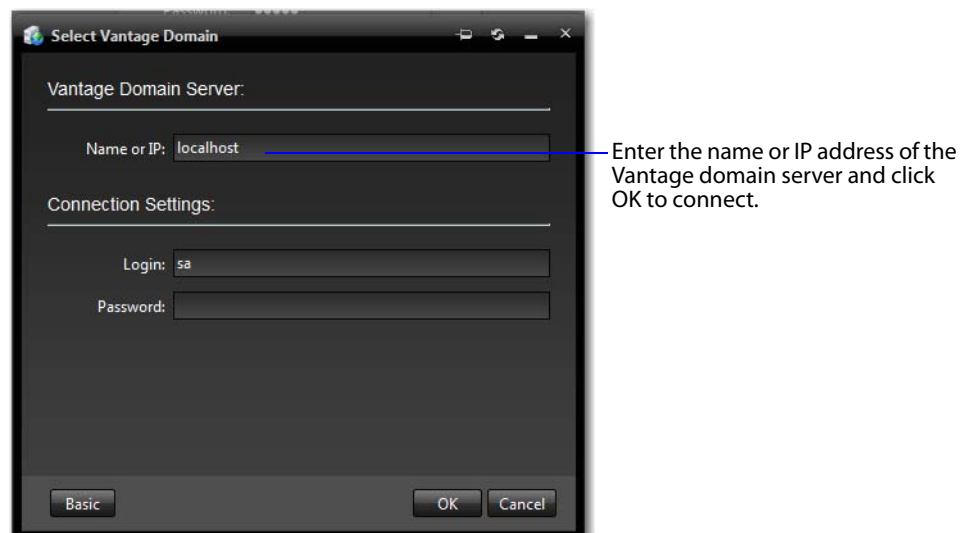 Select Vantage Domain
Vantage Domain Server:
Name or IP: localhost
Enter the name or IP address of the
Vantage domain server and click
OK to connect.
Connection Settings:
Login: sa
Password:
Basic
OK Cancel